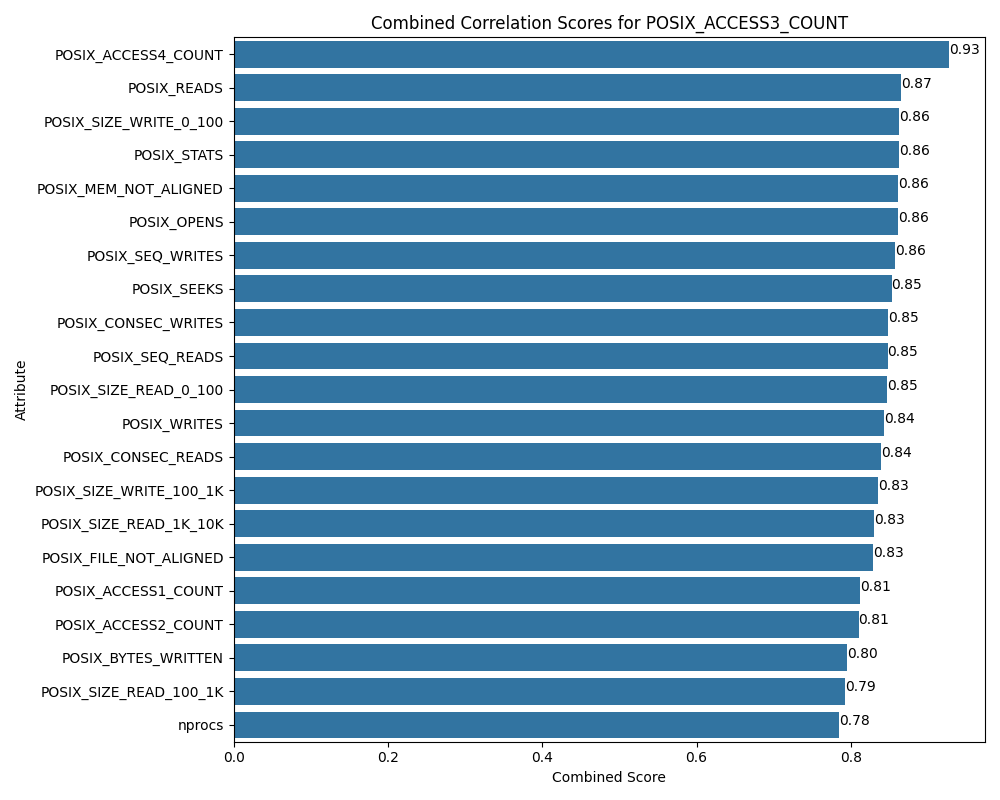 Combined Correlation Scores for POSIX_ACCESS3_COUNT
POSIX_ACCESS4_COUNT 0.93
POSIX_READS 0.87
POSIX_SIZE_WRITE_0_100 0.86
POSIX_STATS 0.86
POSIX_MEM_NOT_ALIGNED 0.86
POSIX_OPENS 0.86
POSIX_SEQ_WRITES 0.86
POSIX_SEEKS 0.85
POSIX_CONSEC_WRITES 0.85
POSIX_SEQ_READS 0.85
POSIX_SIZE_READ_0_100 0.85
POSIX_WRITES 0.84
POSIX_CONSEC_READS 0.84
POSIX_SIZE_WRITE_100_1K 0.83
POSIX_SIZE_READ_1K_10K 0.83
POSIX_FILE_NOT_ALIGNED 0.83
POSIX_ACCESS1_COUNT 0.81
POSIX_ACCESS2_COUNT 0.81
POSIX_BYTES_WRITTEN 0.80
POSIX_SIZE_READ_100_1K 0.79
nprocs 0.78
Attribute
0.0 0.2 0.4 0.6 0.8
Combined Score